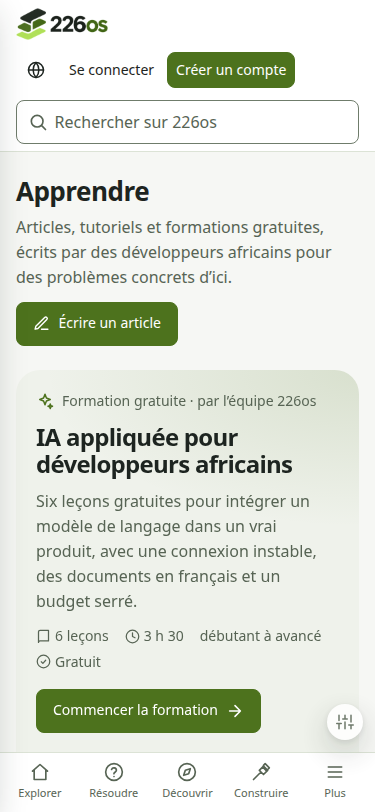 226os
Se connecter
Créer un compte
Rechercher sur 226os
Apprendre
Articles, tutoriels et formations gratuites,
écrits par des développeurs africains pour
des problèmes concrets d’ici.
Écrire un article
Formation gratuite · par l’équipe 226os
IA appliquée pour
développeurs africains
Six leçons gratuites pour intégrer un
modèle de langage dans un vrai
produit, avec une connexion instable,
des documents en français et un
budget serré.
6 leçons 3 h 30 débutant à avancé
Gratuit
Commencer la formation
Explorer Résoudre Découvrir Construire Plus